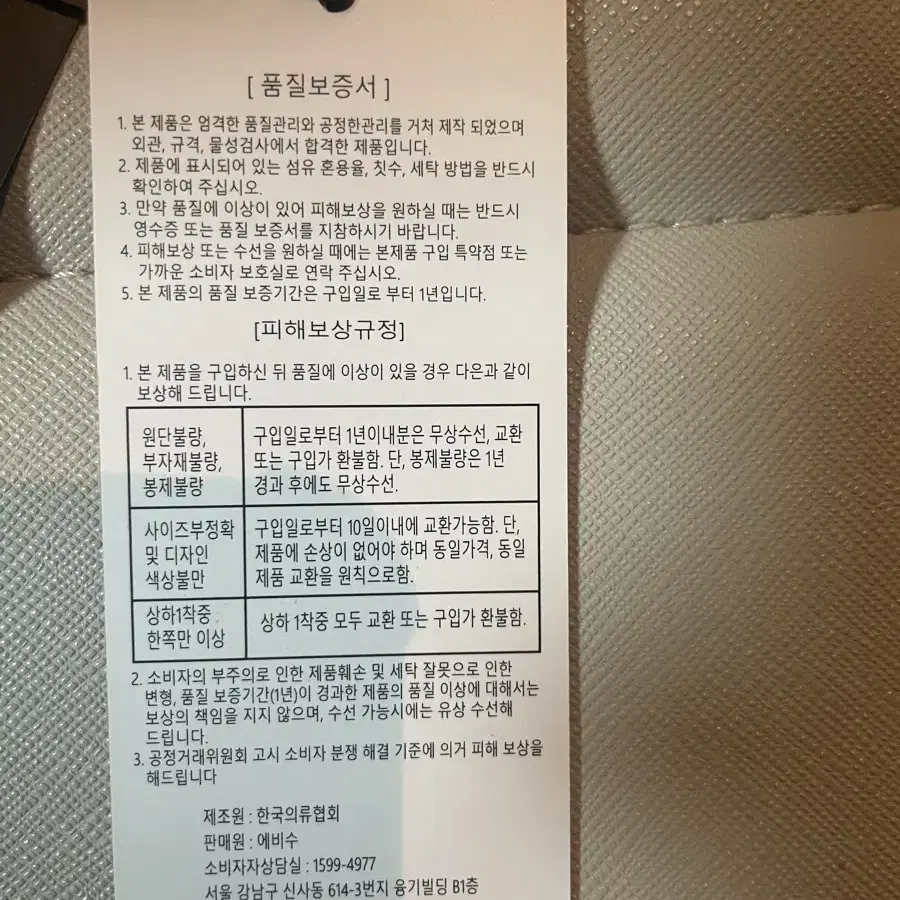 [ 품질보증서 ]
1. 본 제품은 엄격한 품질관리와 공정한관리를 거쳐 제작 되었으며
외관, 규격, 물성검사에서 합격한 제품입니다.
2. 제품에 표시되어 있는 섬유 혼용율, 칫수, 세탁 방법을 반드시
확인하여 주십시오.
3. 만약 품질에 이상이 있어 피해보상을 원하실 때는 반드시
영수증 또는 품질 보증서를 지참하시기 바랍니다.
4. 피해보상 또는 수선을 원하실 때에는 본제품 구입 특약점 또는
가까운 소비자 보호실로 연락 주십시오.
5. 본 제품의 품질 보증기간은 구입일로 부터 1년입니다.
[피해보상규정]
1. 본 제품을 구입하신 뒤 품질에 이상이 있을 경우 다은과 같이
보상해 드립니다.
원단불량,
부자재불량,
봉제불량
구입일로부터 1년이내분은 무상수선, 교환
또는 구입가 환불함. 단, 봉제불량은 1년
경과 후에도 무상수선.
사이즈부정확
및 디자인
색상불만
구입일로부터 10일이내에 교환가능함. 단,
제품에 손상이 없어야 하며 동일가격, 동일
제품 교환을 원칙으로함.
상하1착중
한쪽만 이상
상하 1착중 모두 교환 또는 구입가 환불함.
2. 소비자의 부주의로 인한 제품훼손 및 세탁 잘못으로 인한
변형, 품질 보증기간(1년)이 경과한 제품의 품질 이상에 대해서는
보상의 책임을 지지 않으며, 수선 가능시에는 유상 수선해
드립니다.
3. 공정거래위원회 고시 소비자 분쟁 해결 기준에 의거 피해 보상을
해드립니다
제조원 : 한국의류협회
판매원 : 에비수
소비자자상담실 : 1599-4977
서울 강남구 신사동 614-3번지 융기빌딩 B1층